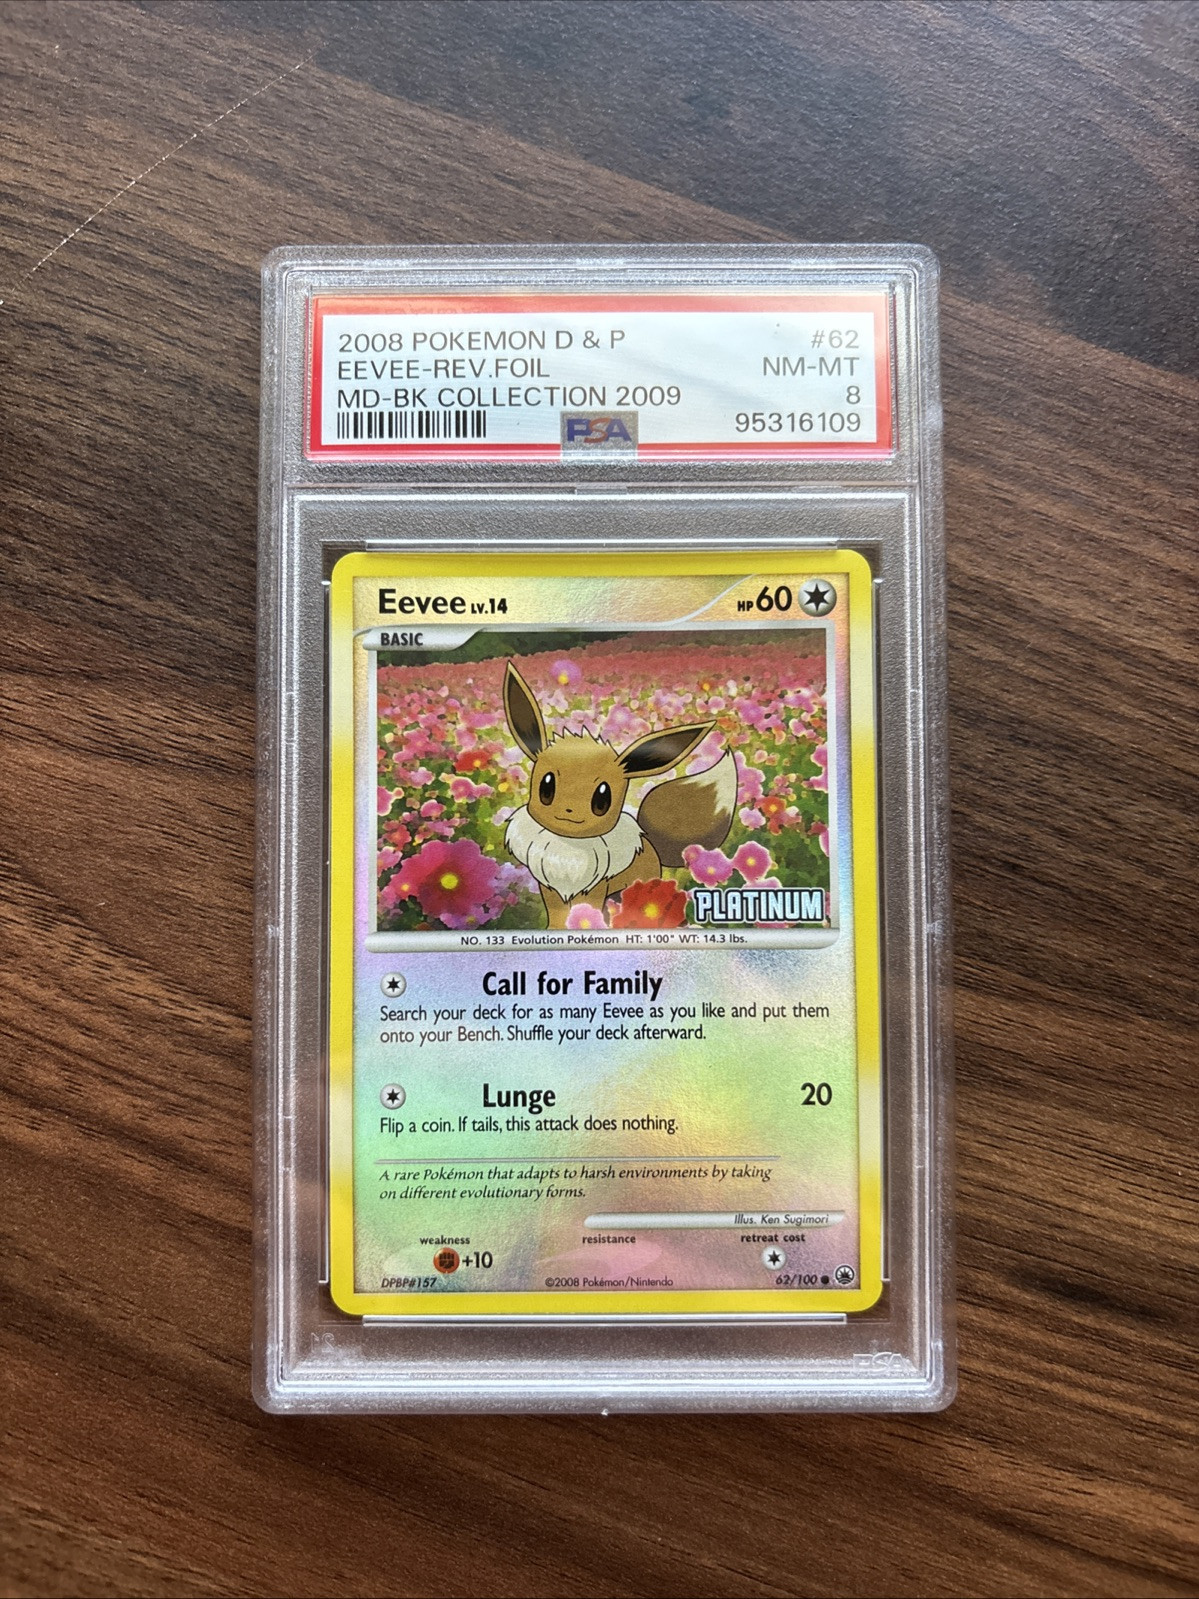 2008 POKEMON D & P #62
EEVEE-REV.FOIL NM-MT
MD-BK COLLECTION 2009 8
PSA 95316109
Eevee LV.14 HP 60
BASIC
PLATINUM
NO. 133 Evolution Pokémon HT: 1'00" WT: 14.3 lbs.
Call for Family
Search your deck for as many Eevee as you like and put them
onto your Bench. Shuffle your deck afterward.
Lunge 20
Flip a coin. If tails, this attack does nothing.
A rare Pokémon that adapts to harsh environments by taking
on different evolutionary forms.
Illus. Ken Sugimori
weakness resistance retreat cost
+10
DPBP#157 ©2008 Pokémon/Nintendo 62/100
PSA